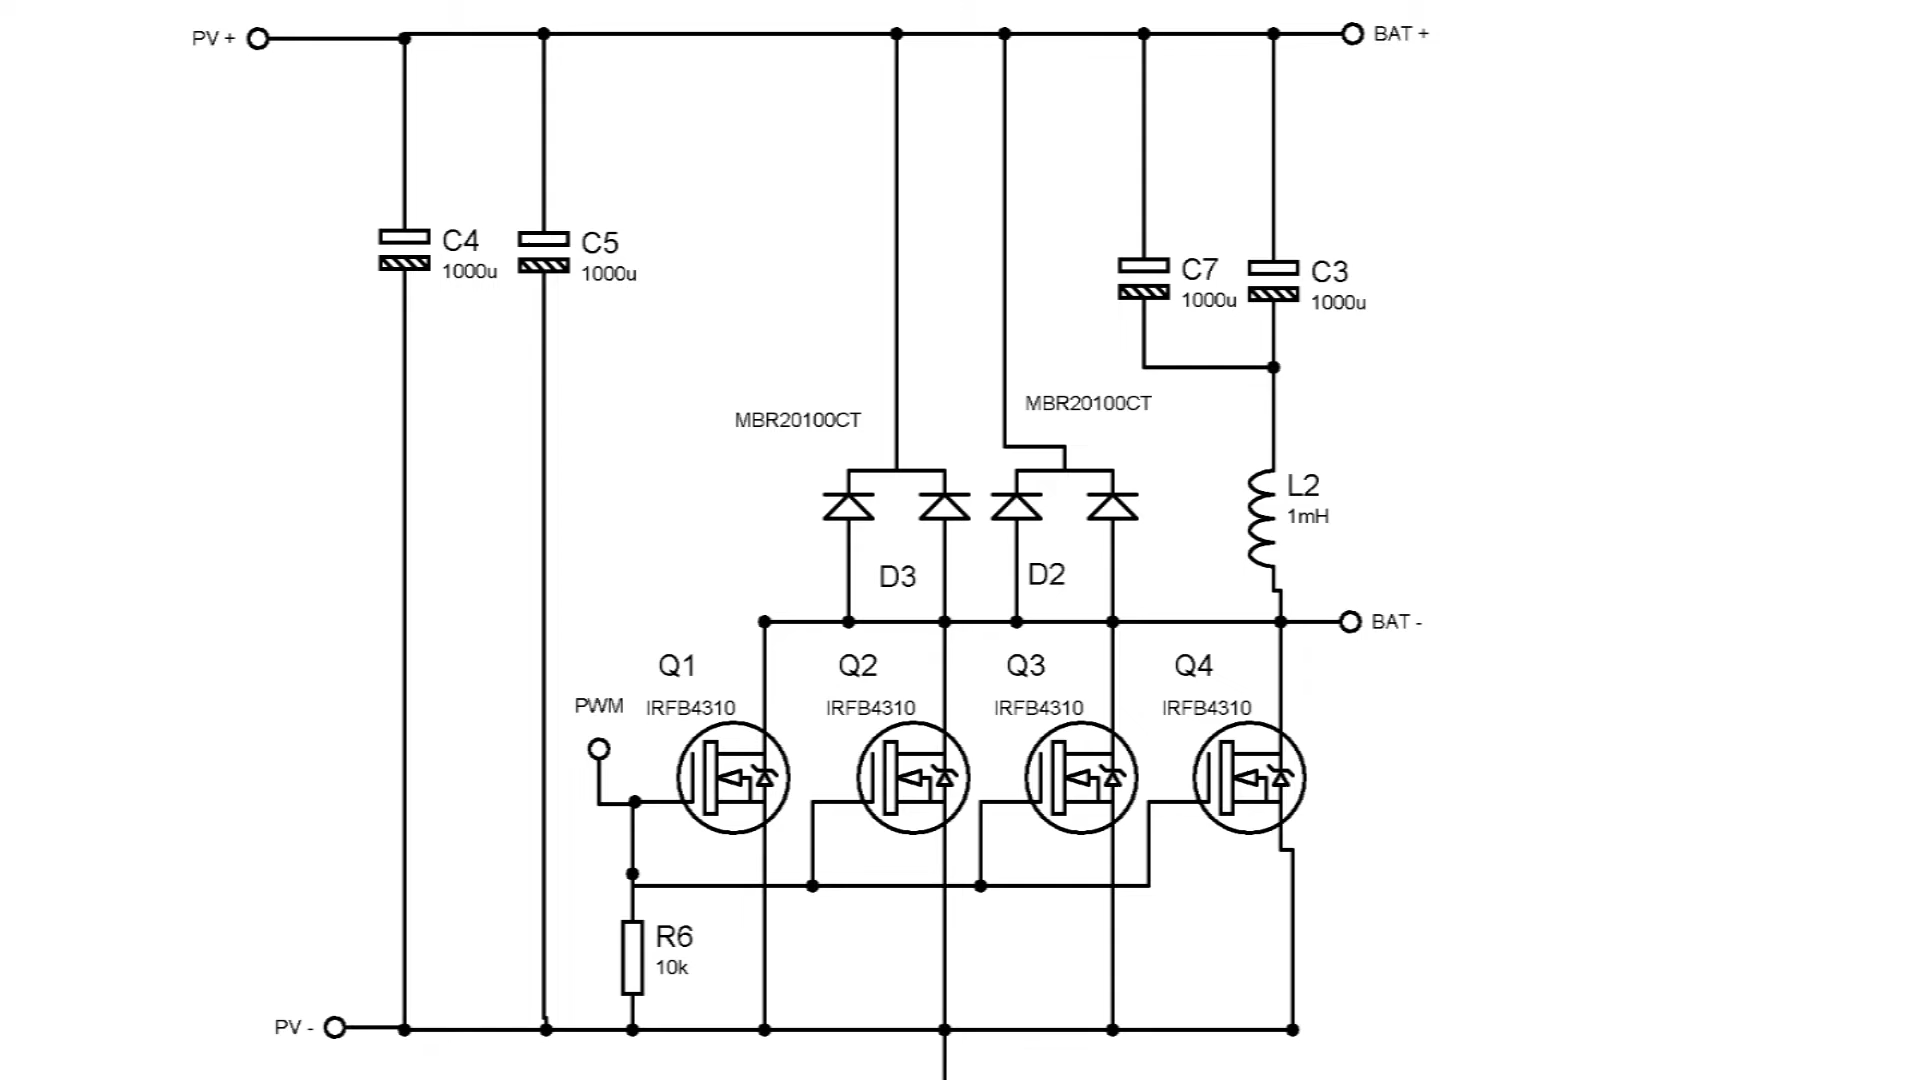 PV +
BAT +
C4
1000u
C5
1000u
C7
1000u
C3
1000u
MBR20100CT
MBR20100CT
L2
1mH
D3
D2
BAT -
Q1
IRFB4310
Q2
IRFB4310
Q3
IRFB4310
Q4
IRFB4310
PWM
R6
10k
PV -